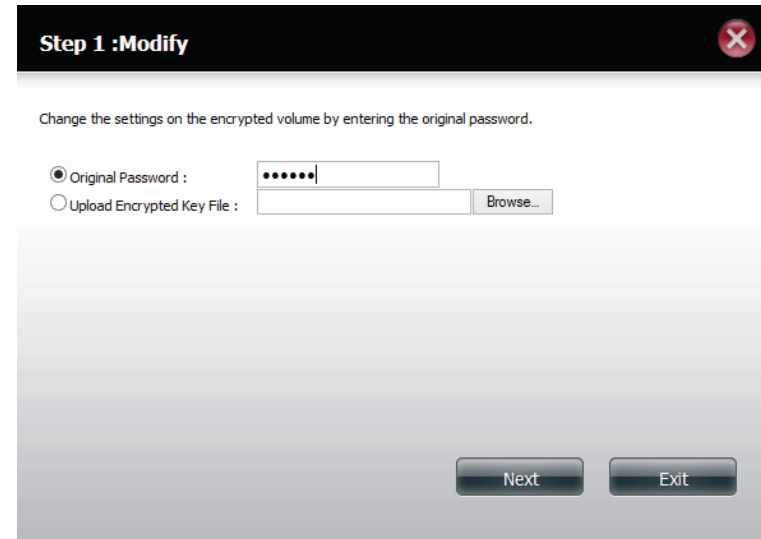 Step 1 :Modify
Change the settings on the encrypted volume by entering the original password.
Original Password : ••••••
Upload Encrypted Key File : Browse...
Next Exit